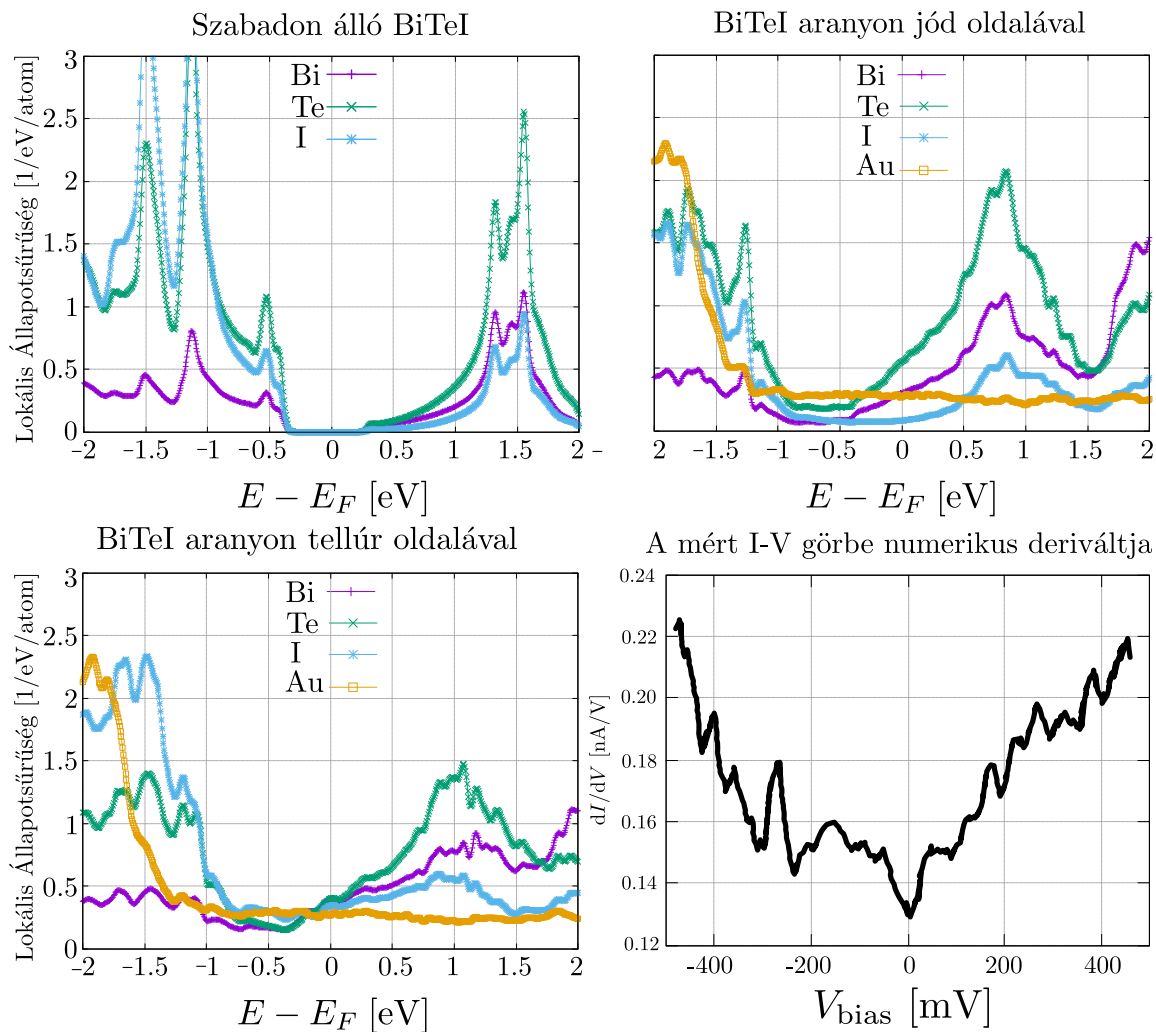 Szabadon álló BiTeI
Lokális Állapotsűrűség [1/eV/atom]
3
2.5
2
1.5
1
0.5
0
Bi
Te
I
−2 −1.5 −1 −0.5 0 0.5 1 1.5 2
E − E_F [eV]
BiTeI aranyon jód oldalával
Bi
Te
I
Au
2 −1.5 −1 −0.5 0 0.5 1 1.5 2
E − E_F [eV]
BiTeI aranyon tellúr oldalával
Lokális Állapotsűrűség [1/eV/atom]
3
2.5
2
1.5
1
0.5
0
Bi
Te
I
Au
−2 −1.5 −1 −0.5 0 0.5 1 1.5 2
E − E_F [eV]
A mért I-V görbe numerikus deriváltja
dI/dV [nA/V]
0.24
0.22
0.20
0.18
0.16
0.14
0.12
-400 -200 0 200 400
V_bias [mV]